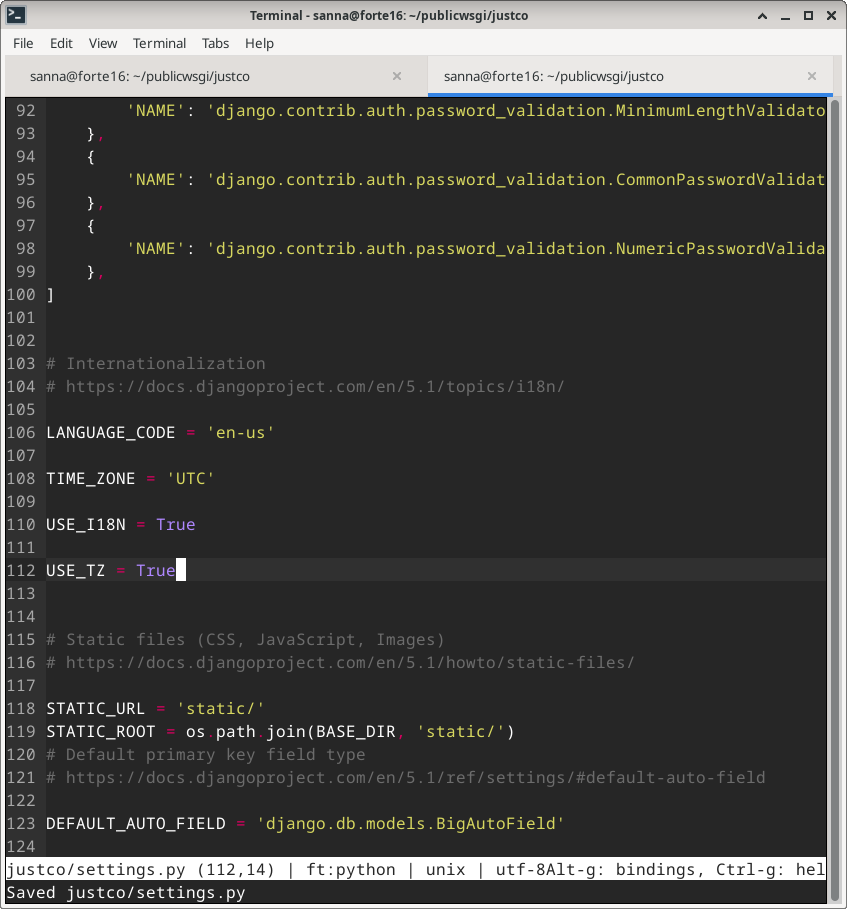 Terminal - sanna@forte16: ~/publicwsgi/justco
File Edit View Terminal Tabs Help
sanna@forte16: ~/publicwsgi/justco × sanna@forte16: ~/publicwsgi/justco ×
92         'NAME': 'django.contrib.auth.password_validation.MinimumLengthValidato
93     },
94     {
95         'NAME': 'django.contrib.auth.password_validation.CommonPasswordValidat
96     },
97     {
98         'NAME': 'django.contrib.auth.password_validation.NumericPasswordValida
99     },
100 ]
101
102
103 # Internationalization
104 # https://docs.djangoproject.com/en/5.1/topics/i18n/
105
106 LANGUAGE_CODE = 'en-us'
107
108 TIME_ZONE = 'UTC'
109
110 USE_I18N = True
111
112 USE_TZ = True
113
114
115 # Static files (CSS, JavaScript, Images)
116 # https://docs.djangoproject.com/en/5.1/howto/static-files/
117
118 STATIC_URL = 'static/'
119 STATIC_ROOT = os.path.join(BASE_DIR, 'static/')
120 # Default primary key field type
121 # https://docs.djangoproject.com/en/5.1/ref/settings/#default-auto-field
122
123 DEFAULT_AUTO_FIELD = 'django.db.models.BigAutoField'
124
justco/settings.py (112,14) | ft:python | unix | utf-8Alt-g: bindings, Ctrl-g: hel
Saved justco/settings.py